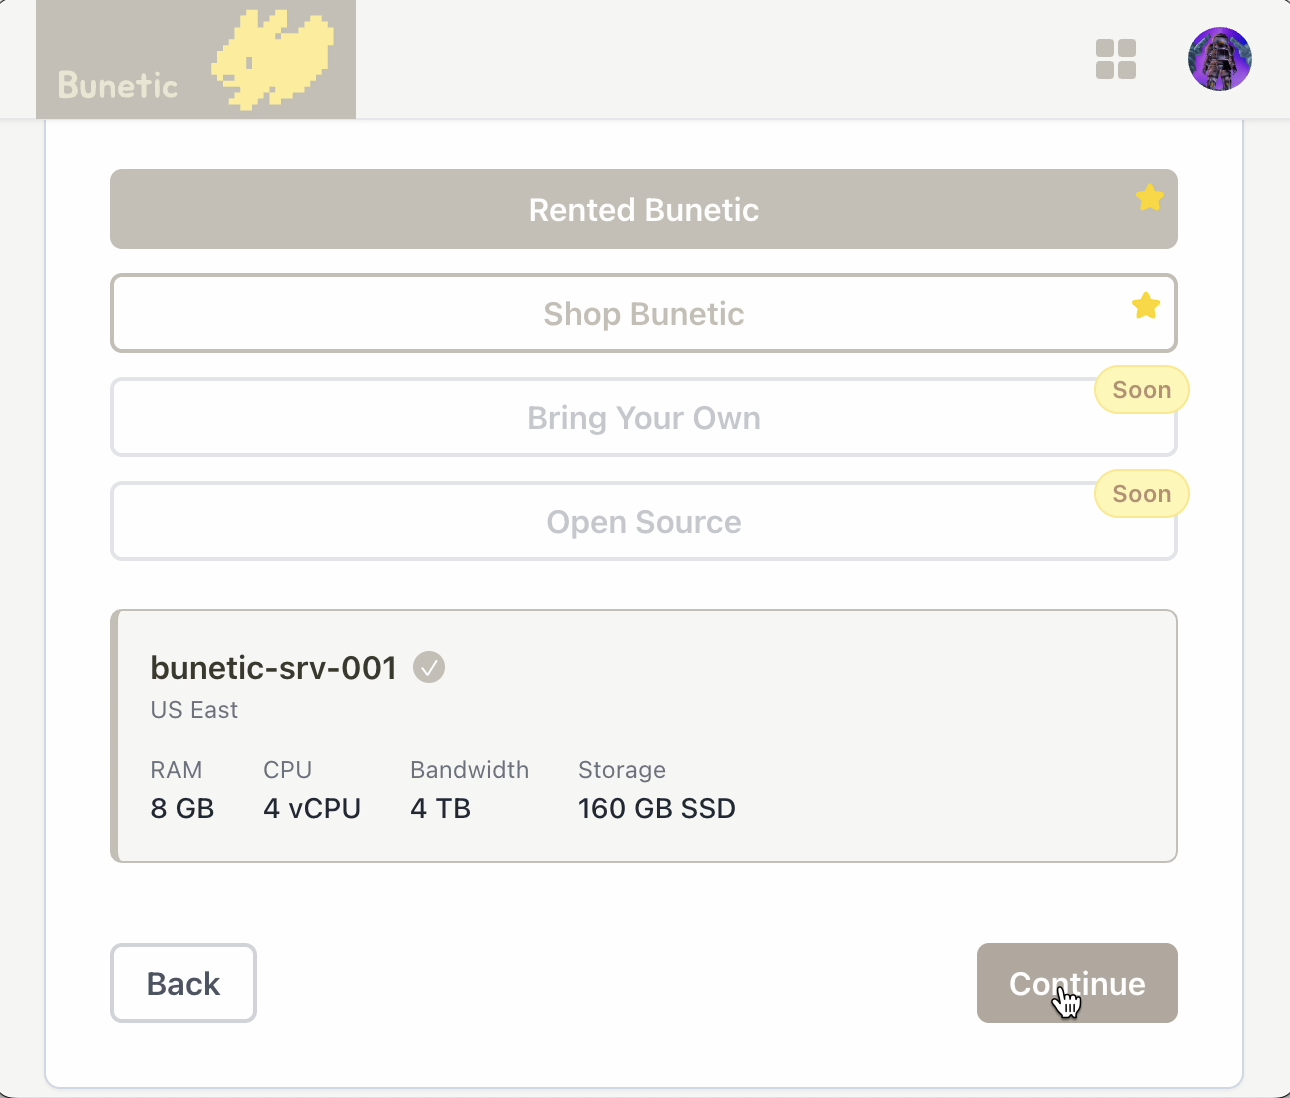 Bunetic
Rented Bunetic
Shop Bunetic
Soon
Bring Your Own
Soon
Open Source
bunetic-srv-001
US East
RAM CPU Bandwidth Storage
8 GB 4 vCPU 4 TB 160 GB SSD
Back Continue